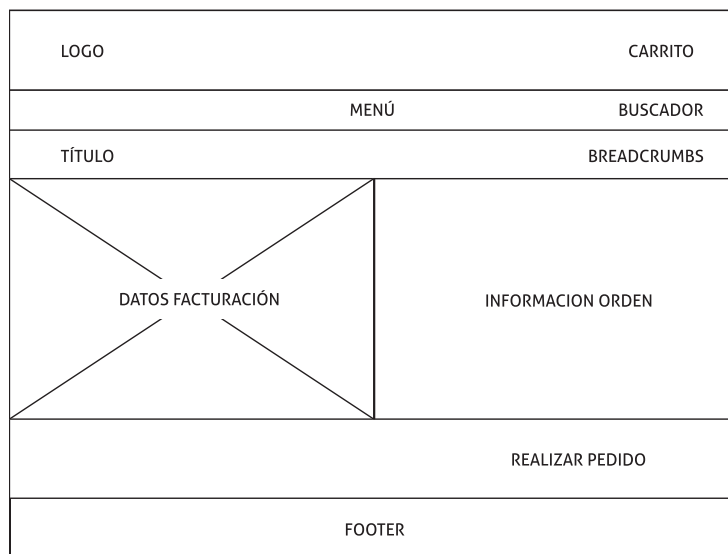 LOGO
CARRITO
MENÚ
BUSCADOR
TÍTULO
BREADCRUMBS
DATOS FACTURACIÓN
INFORMACION ORDEN
REALIZAR PEDIDO
FOOTER